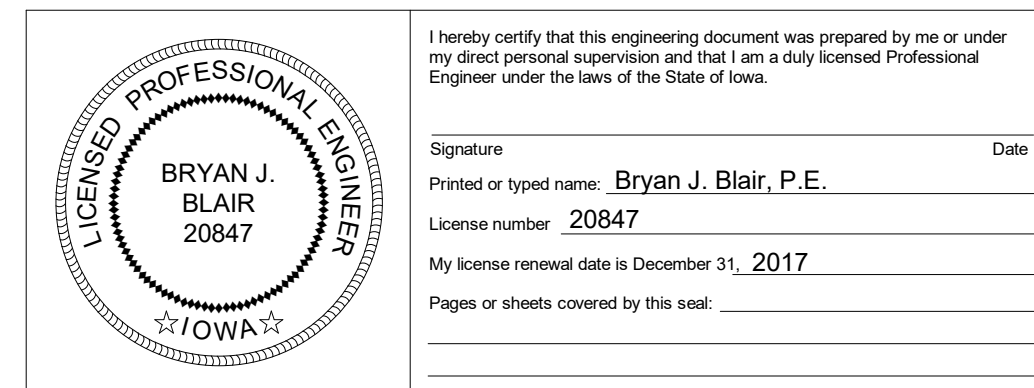 LICENSED PROFESSIONAL ENGINEER
BRYAN J.
BLAIR
20847
☆IOWA☆
I hereby certify that this engineering document was prepared by me or under
my direct personal supervision and that I am a duly licensed Professional
Engineer under the laws of the State of Iowa.
Signature Date
Printed or typed name: Bryan J. Blair, P.E.
License number 20847
My license renewal date is December 31, 2017
Pages or sheets covered by this seal: